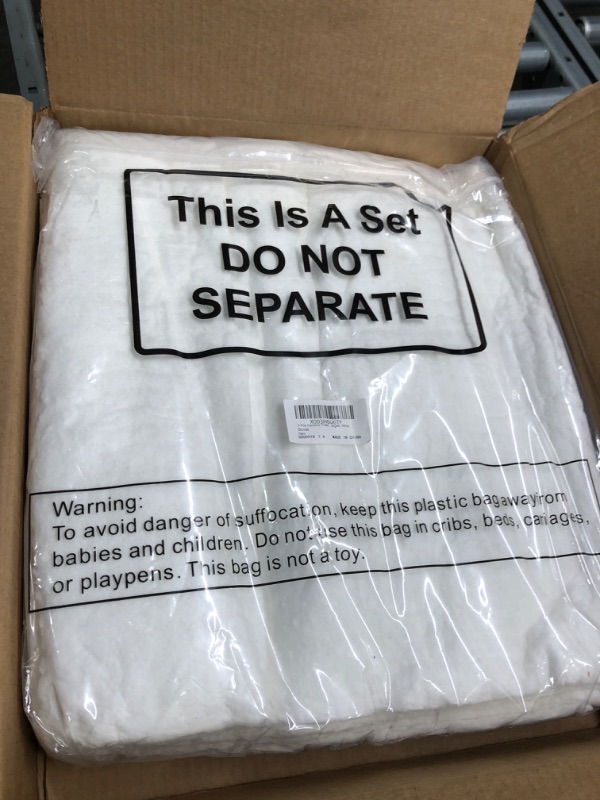 This Is A Set
DO NOT
SEPARATE
Warning:
To avoid danger of suffocation, keep this plastic bag away from
babies and children. Do not use this bag in cribs, beds, carriages,
or playpens. This bag is not a toy.